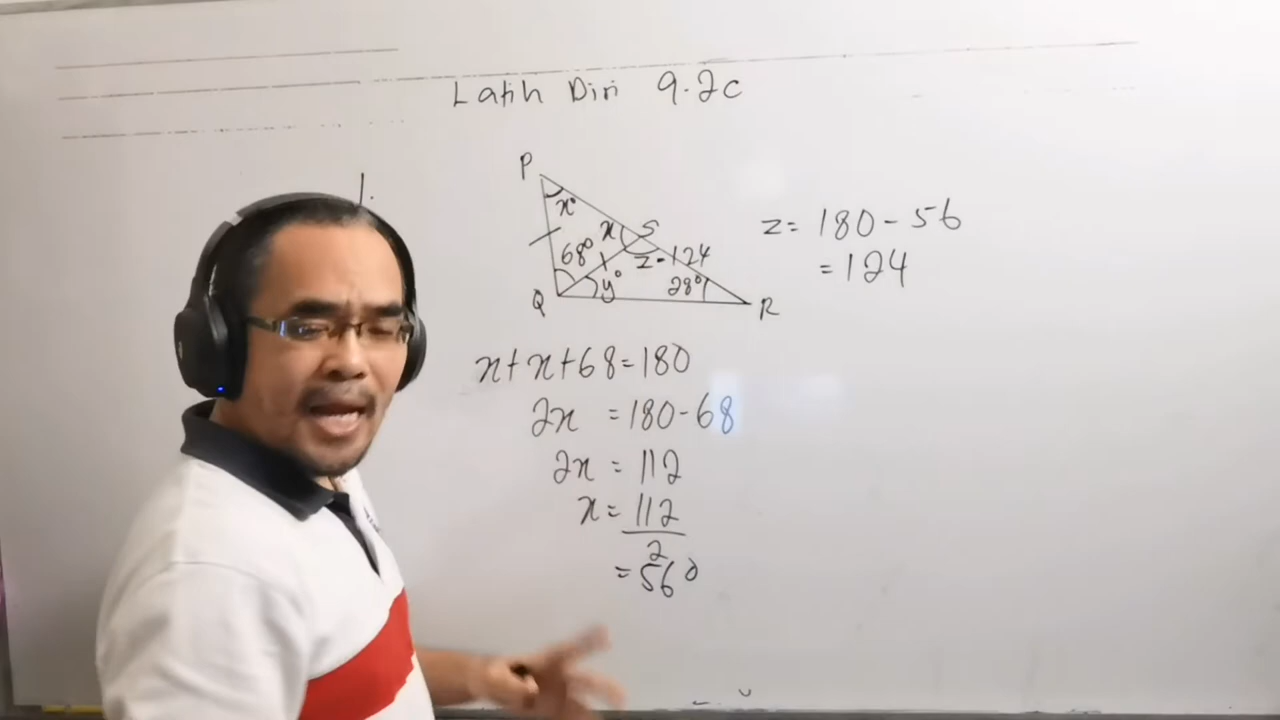 Latih Diri 9.2c
1.
P
x°
x S
68° z = 124
y° 28°
Q R
z = 180 - 56
= 124
x + x + 68 = 180
2x = 180 - 68
2x = 112
x = 112
2
= 56°